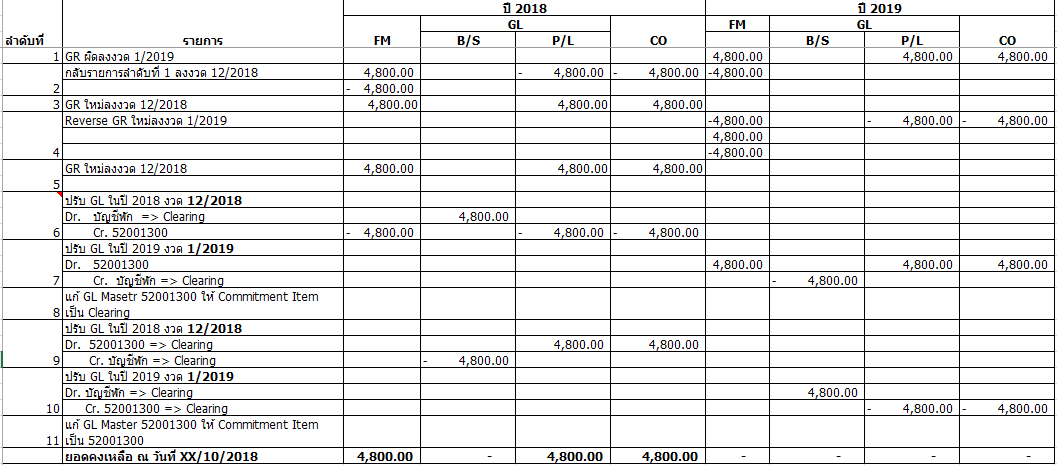 ปี 2018 ปี 2019
GL FM GL
ลำดับที่ รายการ FM B/S P/L CO B/S P/L CO
1 GR ผิดลงงวด 1/2019 4,800.00 4,800.00 4,800.00
กลับรายการลำดับที่ 1 ลงงวด 12/2018 4,800.00 - 4,800.00 - 4,800.00 -4,800.00
2 - 4,800.00
3 GR ใหม่ลงงวด 12/2018 4,800.00 4,800.00 4,800.00
Reverse GR ใหม่ลงงวด 1/2019 -4,800.00 - 4,800.00 - 4,800.00
4,800.00
4 -4,800.00
GR ใหม่ลงงวด 12/2018 4,800.00 4,800.00 4,800.00
5
ปรับ GL ในปี 2018 งวด 12/2018
Dr. บัญชีพัก => Clearing 4,800.00
6 Cr. 52001300 - 4,800.00 - 4,800.00 - 4,800.00
ปรับ GL ในปี 2019 งวด 1/2019
Dr. 52001300 4,800.00 4,800.00 4,800.00
7 Cr. บัญชีพัก => Clearing - 4,800.00
แก้ GL Masetr 52001300 ให้ Commitment Item
8 เป็น Clearing
ปรับ GL ในปี 2018 งวด 12/2018
Dr. 52001300 => Clearing 4,800.00 4,800.00
9 Cr. บัญชีพัก => Clearing - 4,800.00
ปรับ GL ในปี 2019 งวด 1/2019
Dr. บัญชีพัก => Clearing 4,800.00
10 Cr. 52001300 => Clearing - 4,800.00 - 4,800.00
แก้ GL Master 52001300 ให้ Commitment Item
11 เป็น 52001300
ยอดคงเหลือ ณ วันที่ XX/10/2018 4,800.00 - 4,800.00 4,800.00 - - - -